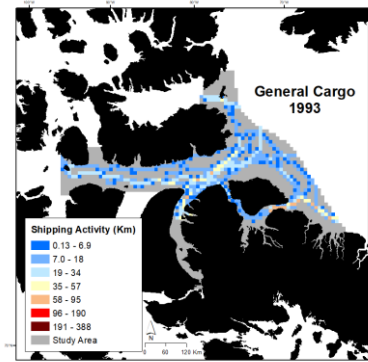 General Cargo
1993
Shipping Activity (Km)
0.13 - 6.9
7.0 - 18
19 - 34
35 - 57
58 - 95
96 - 190
191 - 388
Study Area
N
0 30 60 120 Km